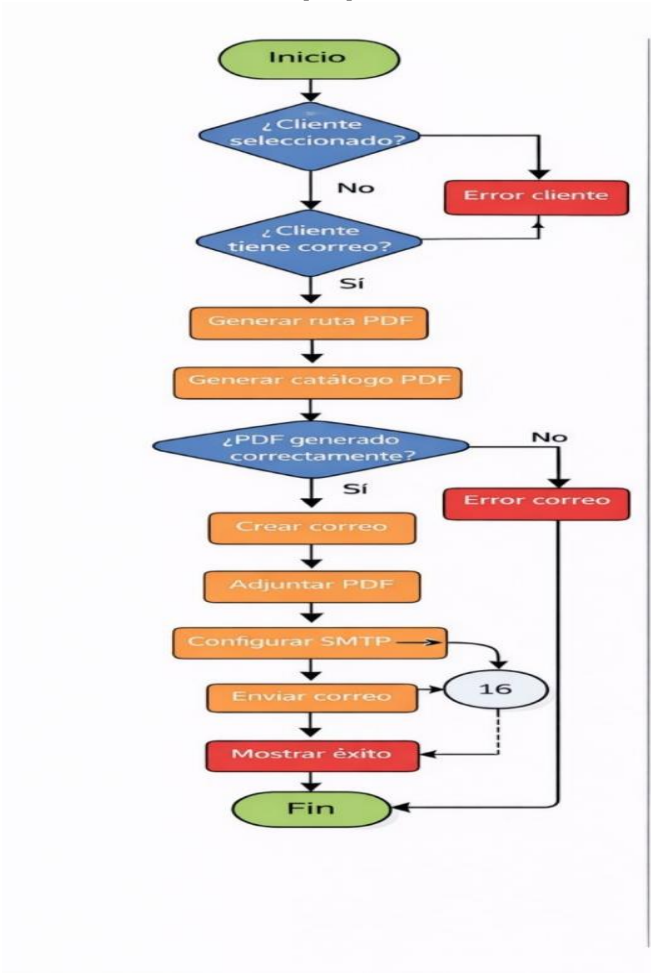 Inicio
¿Cliente
seleccionado?
No
Error cliente
¿Cliente
tiene correo?
Sí
Generar ruta PDF
Generar catálogo PDF
¿PDF generado
correctamente?
No
Sí
Error correo
Crear correo
Adjuntar PDF
Configurar SMTP
16
Enviar correo
Mostrar éxito
Fin